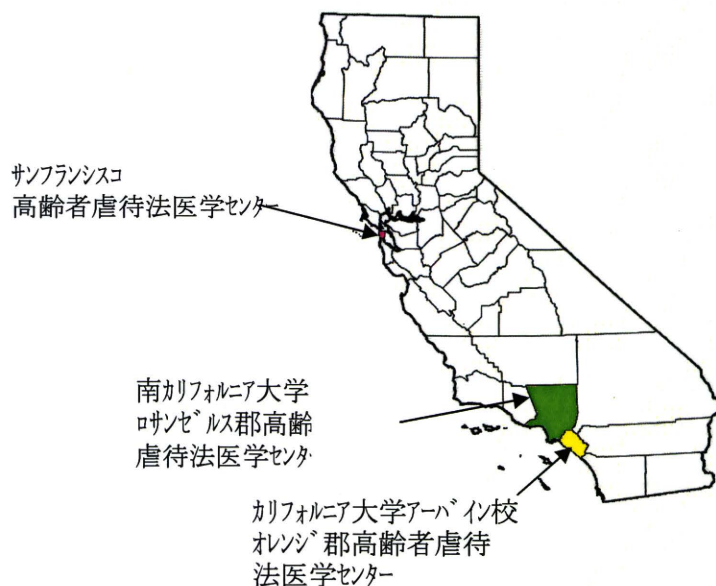 ｻﾝﾌﾗﾝｼｽｺ
高齢者虐待法医学ｾﾝﾀｰ
南ｶﾘﾌｫﾙﾆｱ大学
ﾛｻﾝｾﾞﾙｽ郡高齢
虐待法医学ｾﾝﾀ
ｶﾘﾌｫﾙﾆｱ大学ｱｰﾊﾞｲﾝ校
ｵﾚﾝｼﾞ郡高齢者虐待
法医学ｾﾝﾀｰ